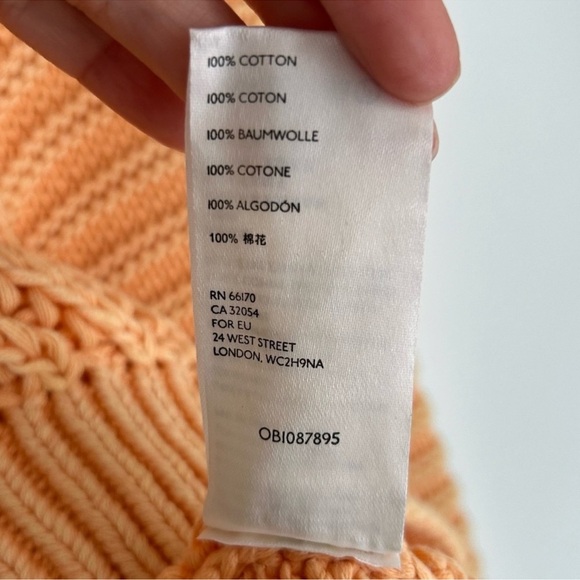 100% COTTON
100% COTON
100% BAUMWOLLE
100% COTONE
100% ALGODÓN
100% 棉花
RN 66170
CA 32054
FOR EU
24 WEST STREET
LONDON, WC2H9NA
OB1087895